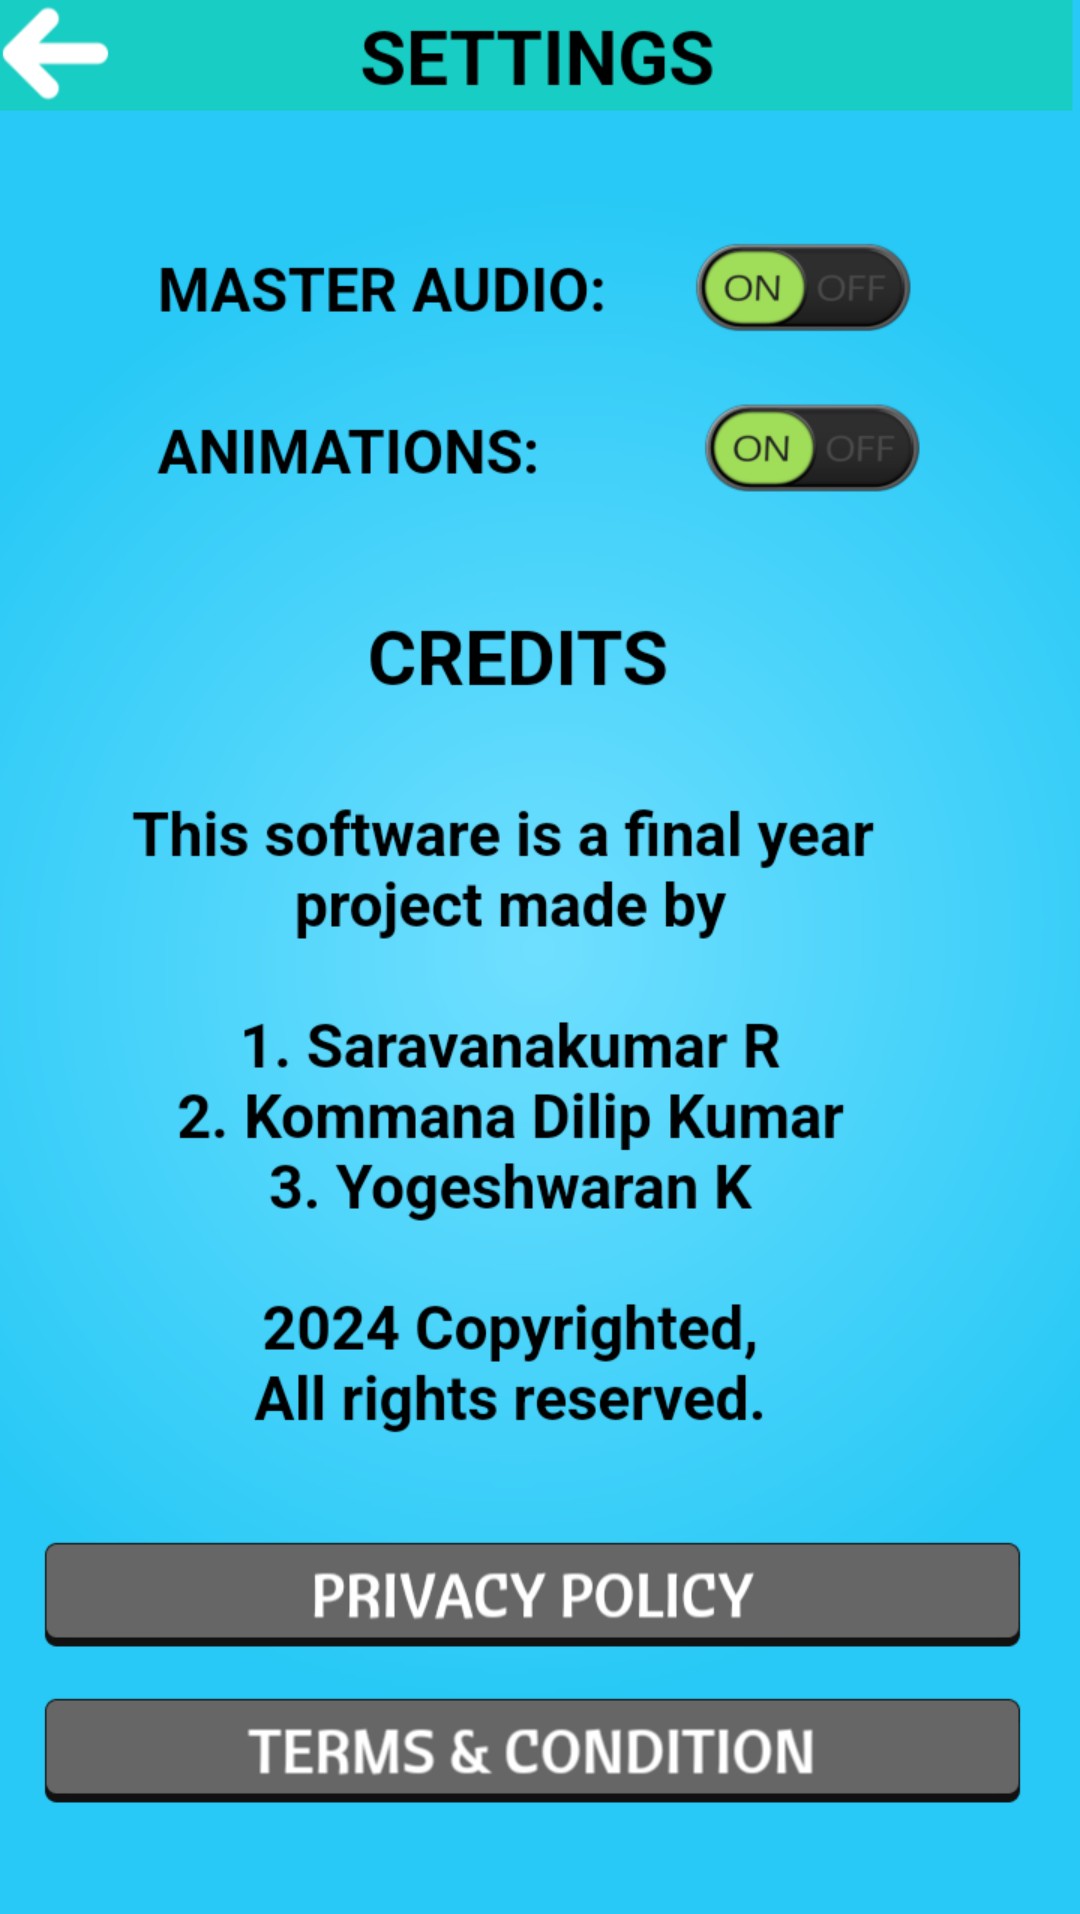 SETTINGS
MASTER AUDIO: ON OFF
ANIMATIONS: ON OFF
CREDITS
This software is a final year
project made by
1. Saravanakumar R
2. Kommana Dilip Kumar
3. Yogeshwaran K
2024 Copyrighted,
All rights reserved.
PRIVACY POLICY
TERMS & CONDITION